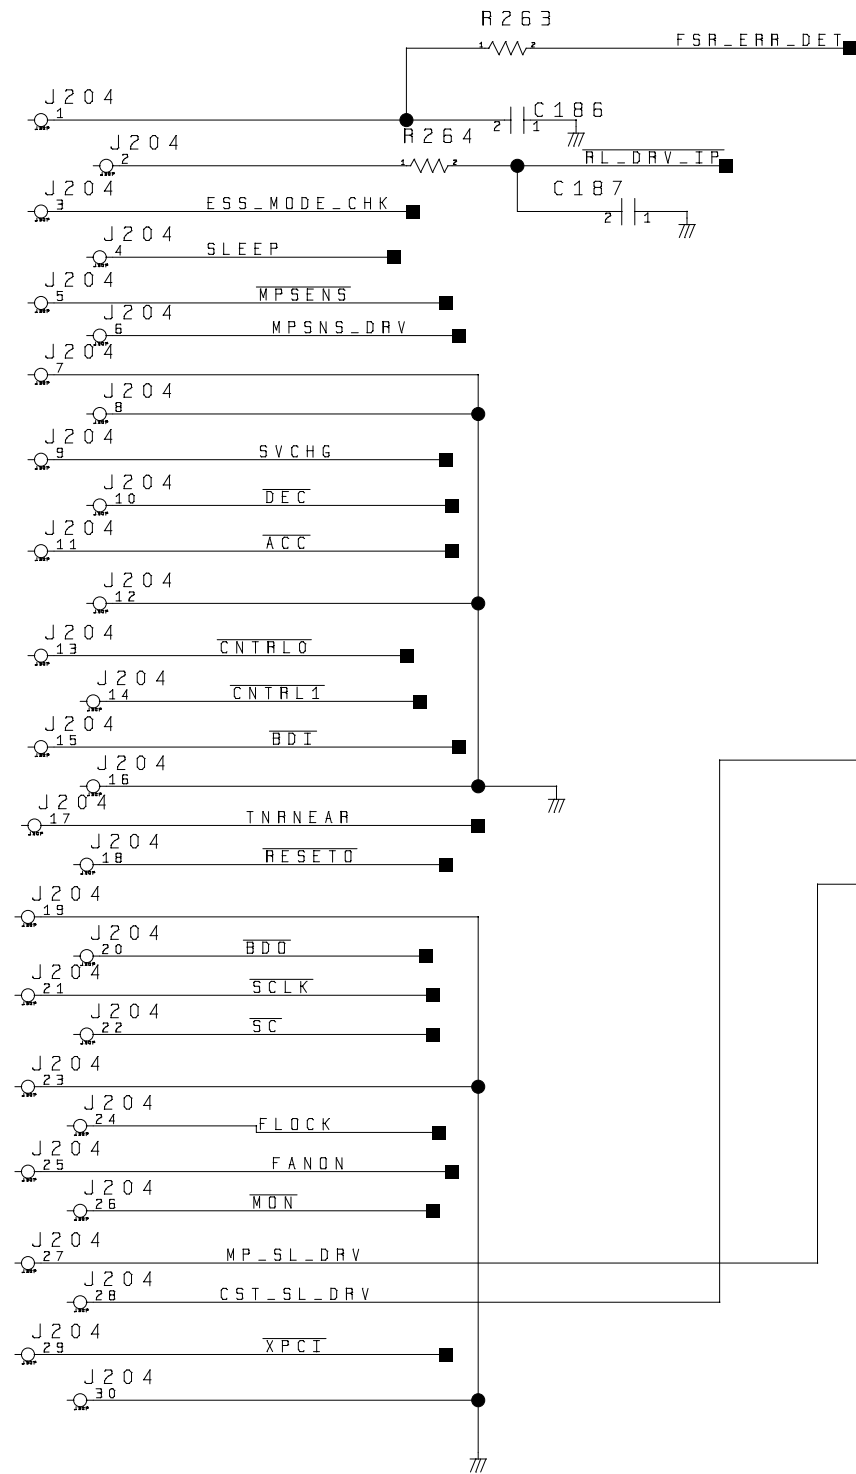 R263
1 2 FSR_ERR_DET
J204
1
C186
2 1
R264
J204
2
1 2
RL_DRV_IP
J204
3
ESS_MODE_CHK
C187
2 1
J204
4
SLEEP
J204
5
MPSENS
J204
6
MPSNS_DRV
J204
7
J204
8
J204
9
SVCHG
J204
10
DEC
J204
11
ACC
J204
12
J204
13
CNTRL0
J204
14
CNTRL1
J204
15
BDI
J204
16
J204
17
TNRNEAR
J204
18
RESETO
J204
19
J204
20
BDO
J204
21
SCLK
J204
22
SC
J204
23
J204
24
FLOCK
J204
25
FANON
J204
26
MON
J204
27
MP_SL_DRV
J204
28
CST_SL_DRV
J204
29
XPCI
J204
30